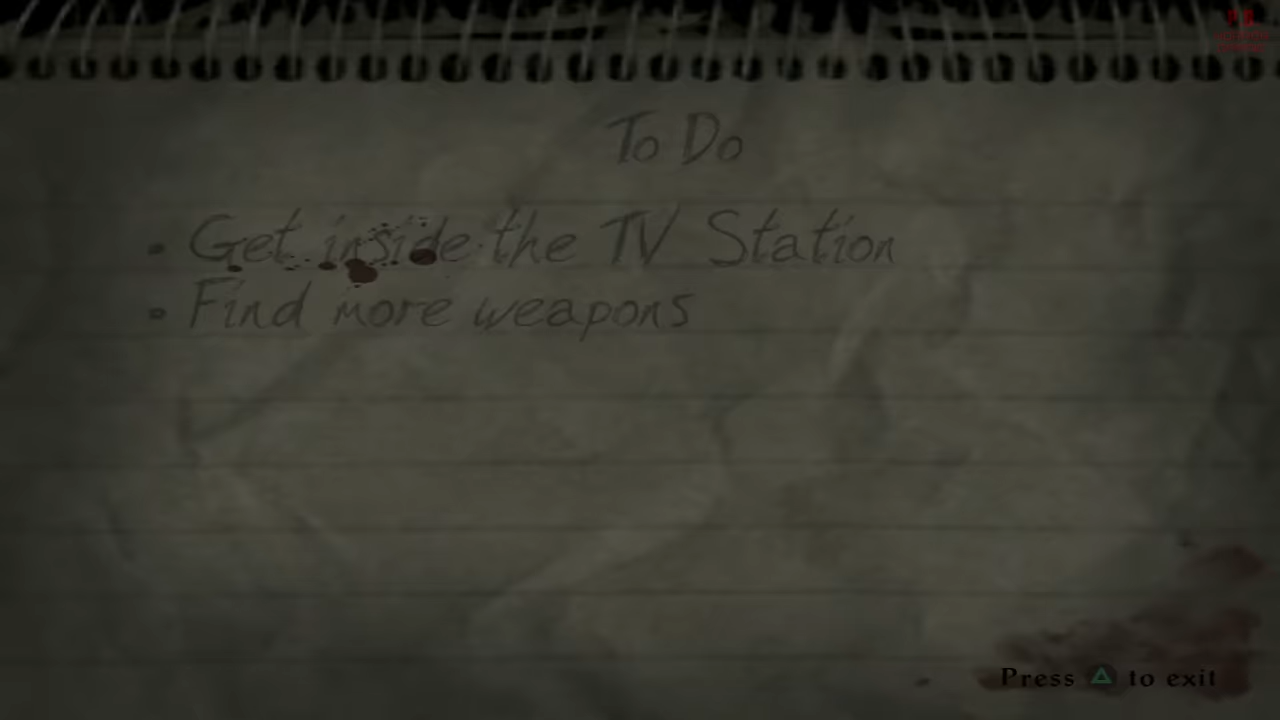 To Do
• Get inside the TV Station
• Find more weapons
Press △ to exit